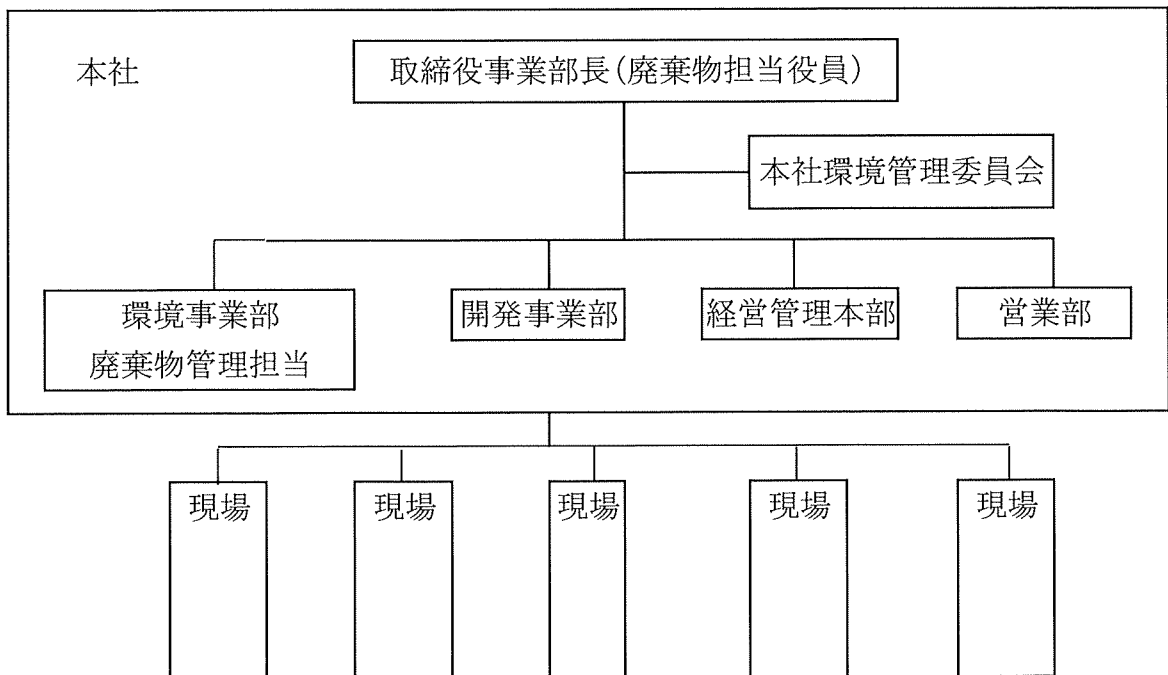 本社
取締役事業部長(廃棄物担当役員)
本社環境管理委員会
環境事業部
廃棄物管理担当
開発事業部
経営管理本部
営業部
現場
現場
現場
現場
現場